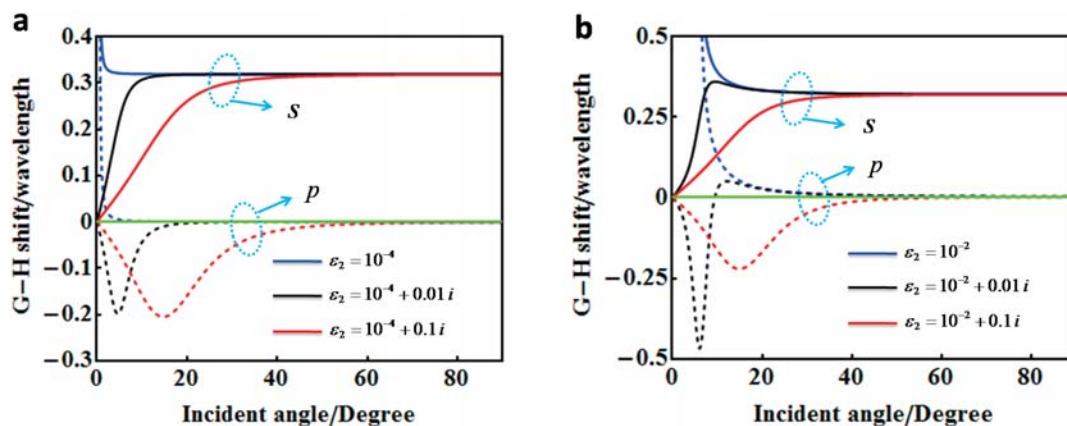 a
G−H shift/wavelength
0.4
0.3
0.2
0.1
0
−0.1
−0.2
−0.3
s
p
ε₂ = 10⁻⁴
ε₂ = 10⁻⁴ + 0.01 i
ε₂ = 10⁻⁴ + 0.1 i
0 20 40 60 80
Incident angle/Degree
b
G−H shift/wavelength
0.5
0.25
0
−0.25
−0.5
s
p
ε₂ = 10⁻²
ε₂ = 10⁻² + 0.01 i
ε₂ = 10⁻² + 0.1 i
0 20 40 60 80
Incident angle/Degree